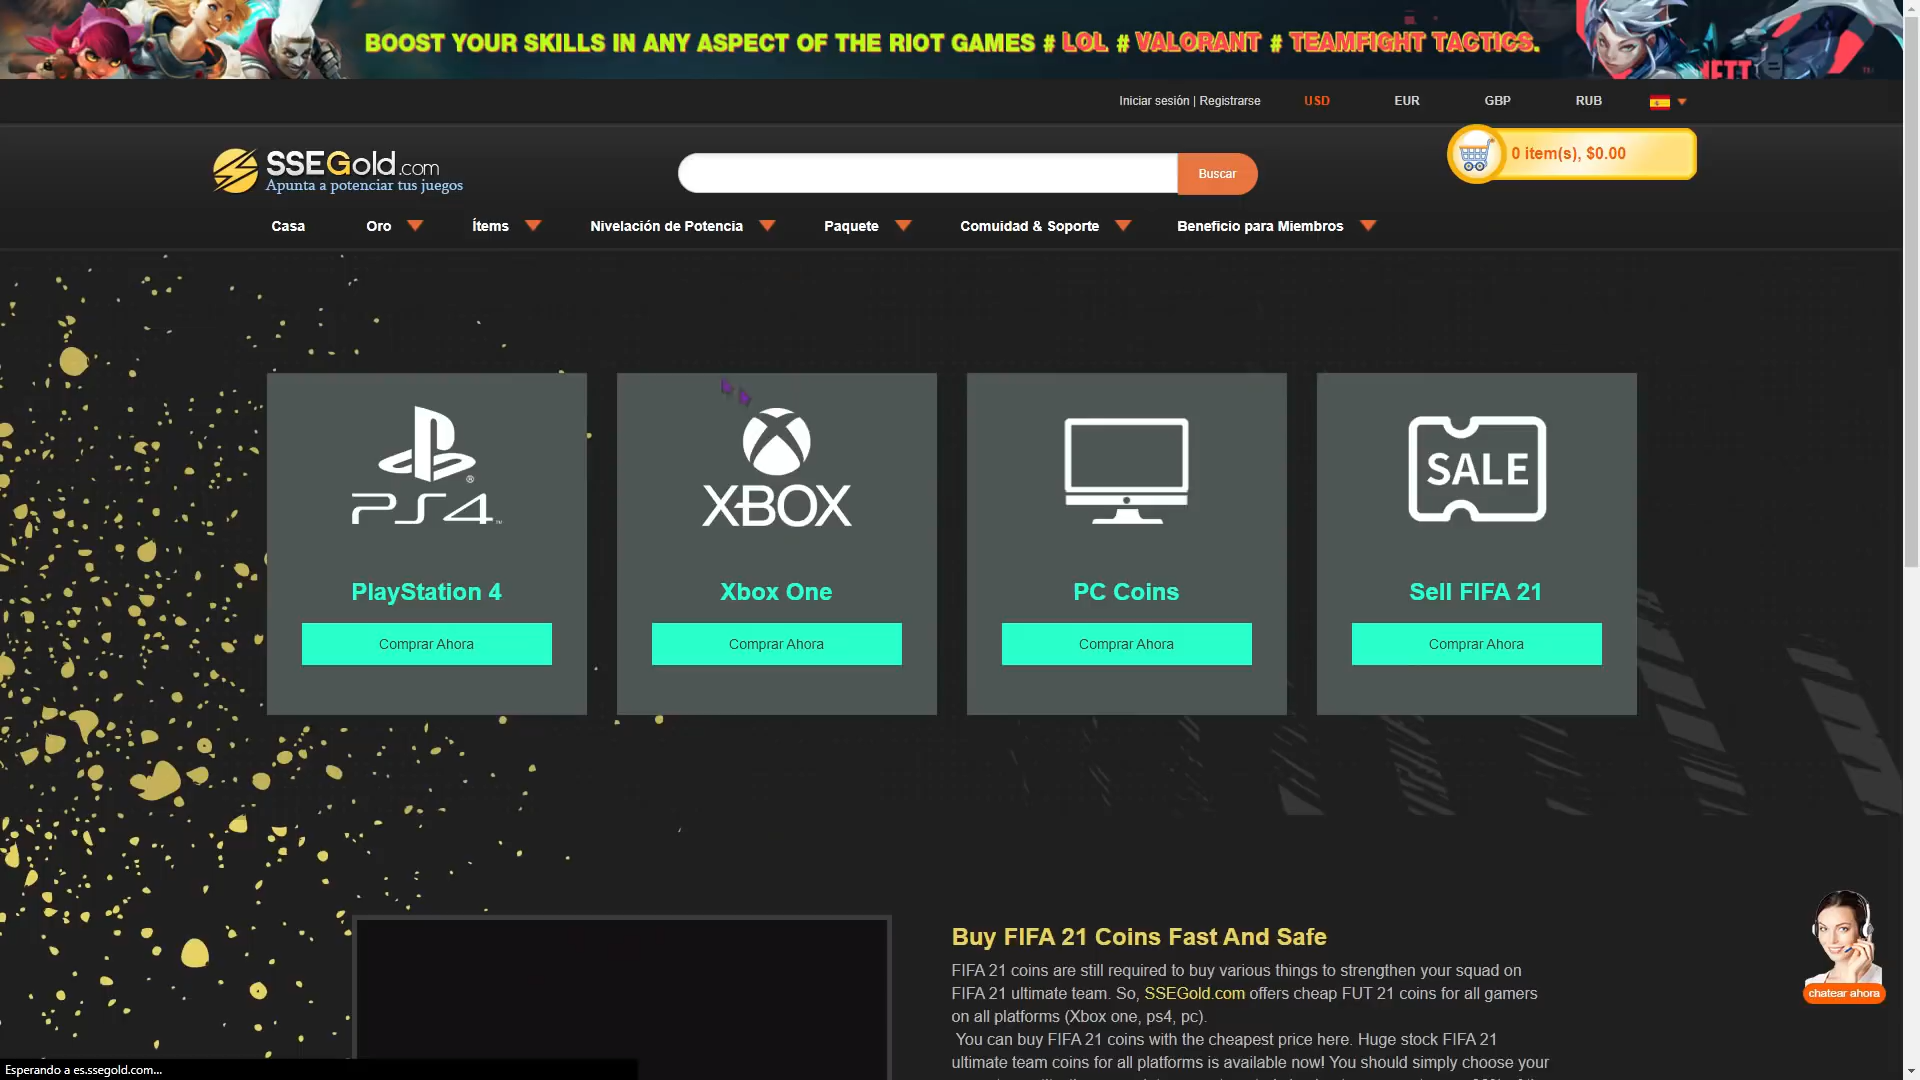 BOOST YOUR SKILLS IN ANY ASPECT OF THE RIOT GAMES # LOL # VALORANT # TEAMFIGHT TACTICS.
JETT
Iniciar sesión | Registrarse
USD
EUR
GBP
RUB
SSEGold.com
Apunta a potenciar tus juegos
Buscar
0 item(s), $0.00
Casa
Oro
Ítems
Nivelación de Potencia
Paquete
Comuidad & Soporte
Beneficio para Miembros
PS4
XBOX
SALE
PlayStation 4
Xbox One
PC Coins
Sell FIFA 21
Comprar Ahora
Comprar Ahora
Comprar Ahora
Comprar Ahora
Buy FIFA 21 Coins Fast And Safe
FIFA 21 coins are still required to buy various things to strengthen your squad on
FIFA 21 ultimate team. So, SSEGold.com offers cheap FUT 21 coins for all gamers
on all platforms (Xbox one, ps4, pc).
You can buy FIFA 21 coins with the cheapest price here. Huge stock FIFA 21
ultimate team coins for all platforms is available now! You should simply choose your
chatear ahora
Esperando a es.ssegold.com...